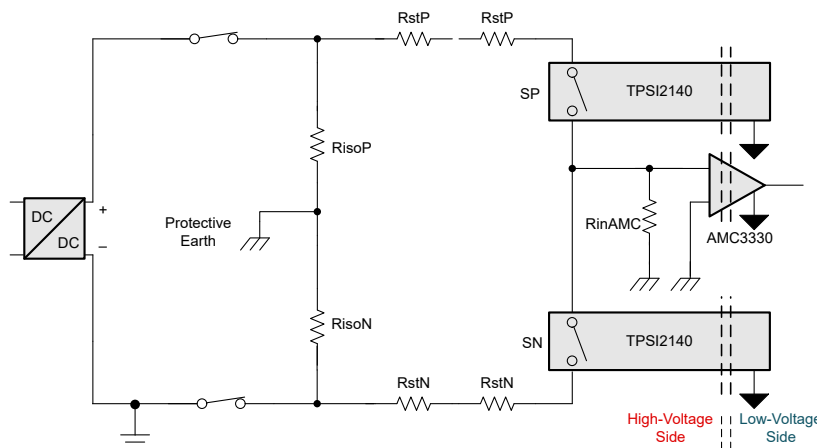 RstP
RstP
SP
TPSI2140
RisoP
DC
DC
+
–
Protective
Earth
RinAMC
AMC3330
RisoN
SN
TPSI2140
RstN
RstN
High-Voltage
Side
Low-Voltage
Side